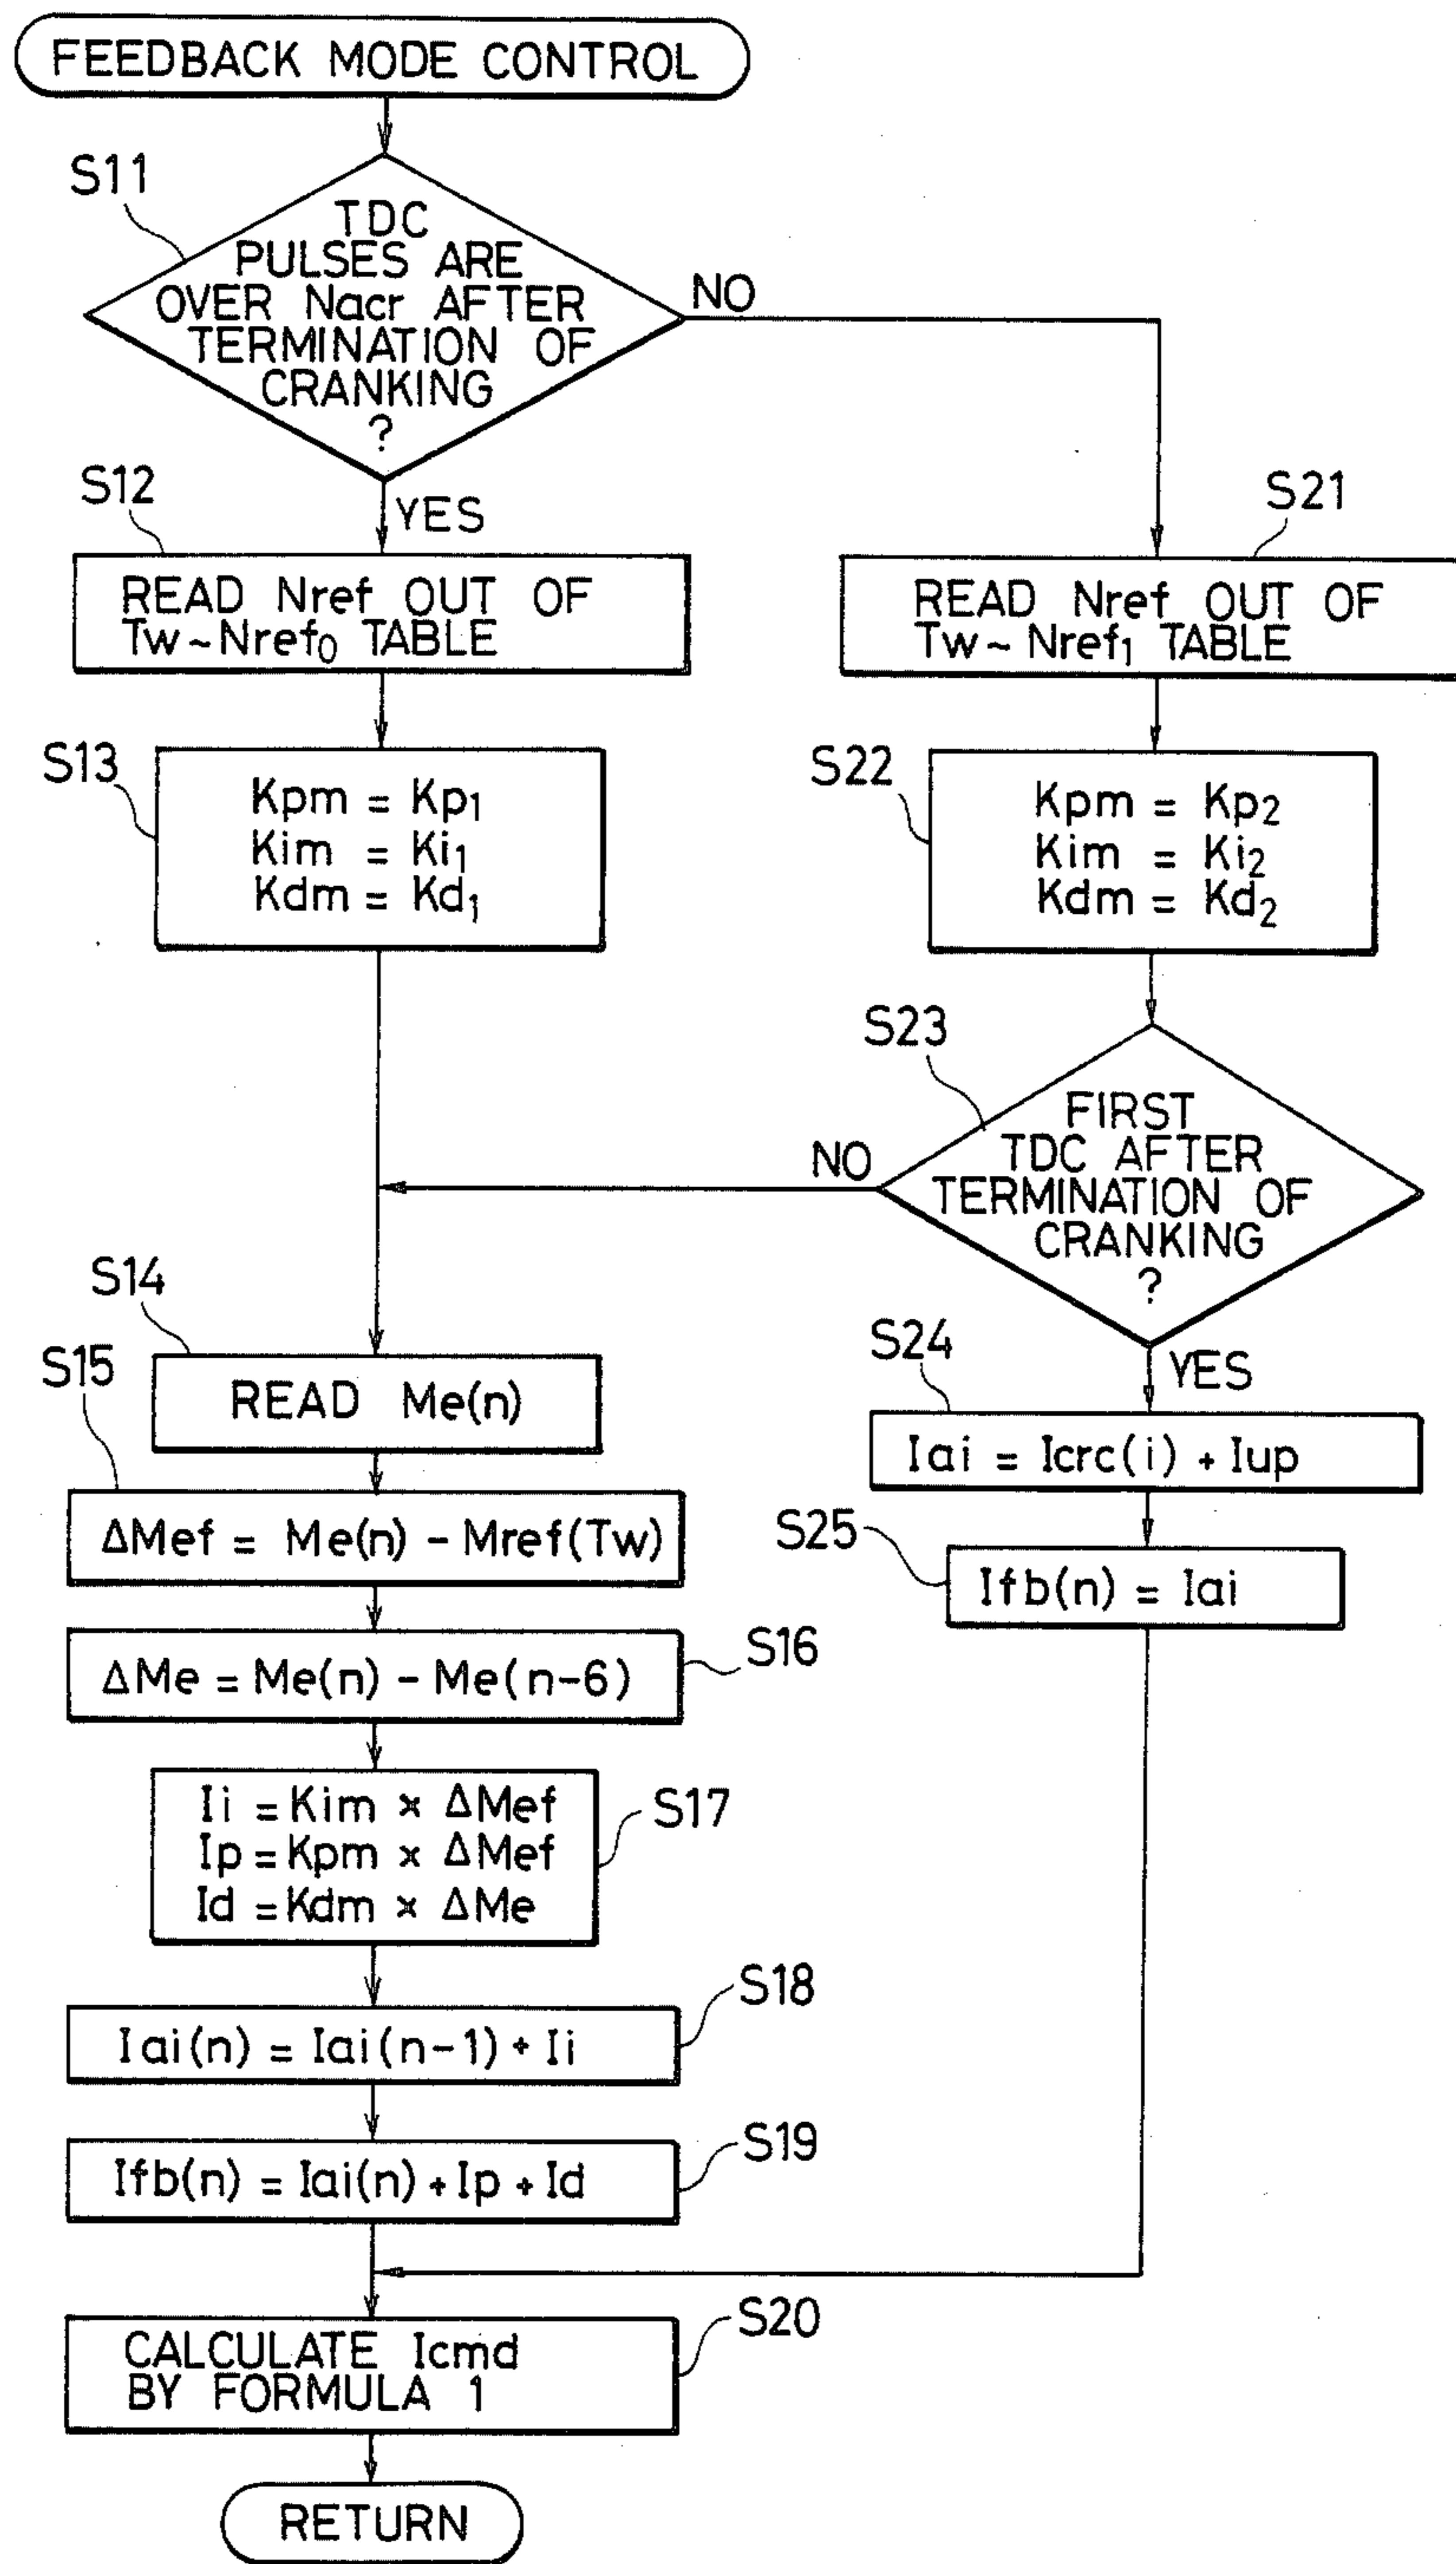 FEEDBACK MODE CONTROL
S11
TDC
PULSES ARE
OVER Nacr AFTER
TERMINATION OF
CRANKING
?
NO
YES
S12
READ Nref OUT OF
Tw~Nref₀ TABLE
S21
READ Nref OUT OF
Tw~Nref₁ TABLE
S13
Kpm = Kp₁
Kim = Ki₁
Kdm = Kd₁
S22
Kpm = Kp₂
Kim = Ki₂
Kdm = Kd₂
S23
FIRST
TDC AFTER
TERMINATION OF
CRANKING
?
NO
YES
S14
READ Me(n)
S15
ΔMef = Me(n) - Mref(Tw)
S16
ΔMe = Me(n) - Me(n-6)
S17
Ii = Kim × ΔMef
Ip = Kpm × ΔMef
Id = Kdm × ΔMe
S18
Iai(n) = Iai(n-1) + Ii
S19
Ifb(n) = Iai(n) + Ip + Id
S24
Iai = Icrc(i) + Iup
S25
Ifb(n) = Iai
S20
CALCULATE Icmd
BY FORMULA 1
RETURN